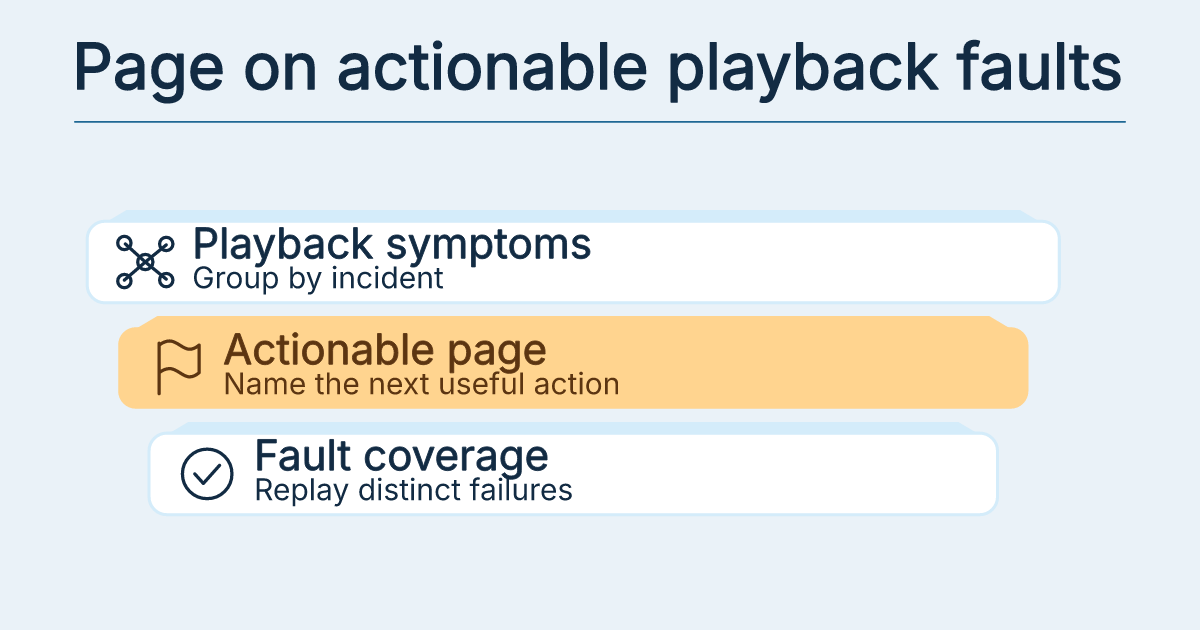 Page on actionable playback faults
Playback symptoms
Group by incident
Actionable page
Name the next useful action
Fault coverage
Replay distinct failures